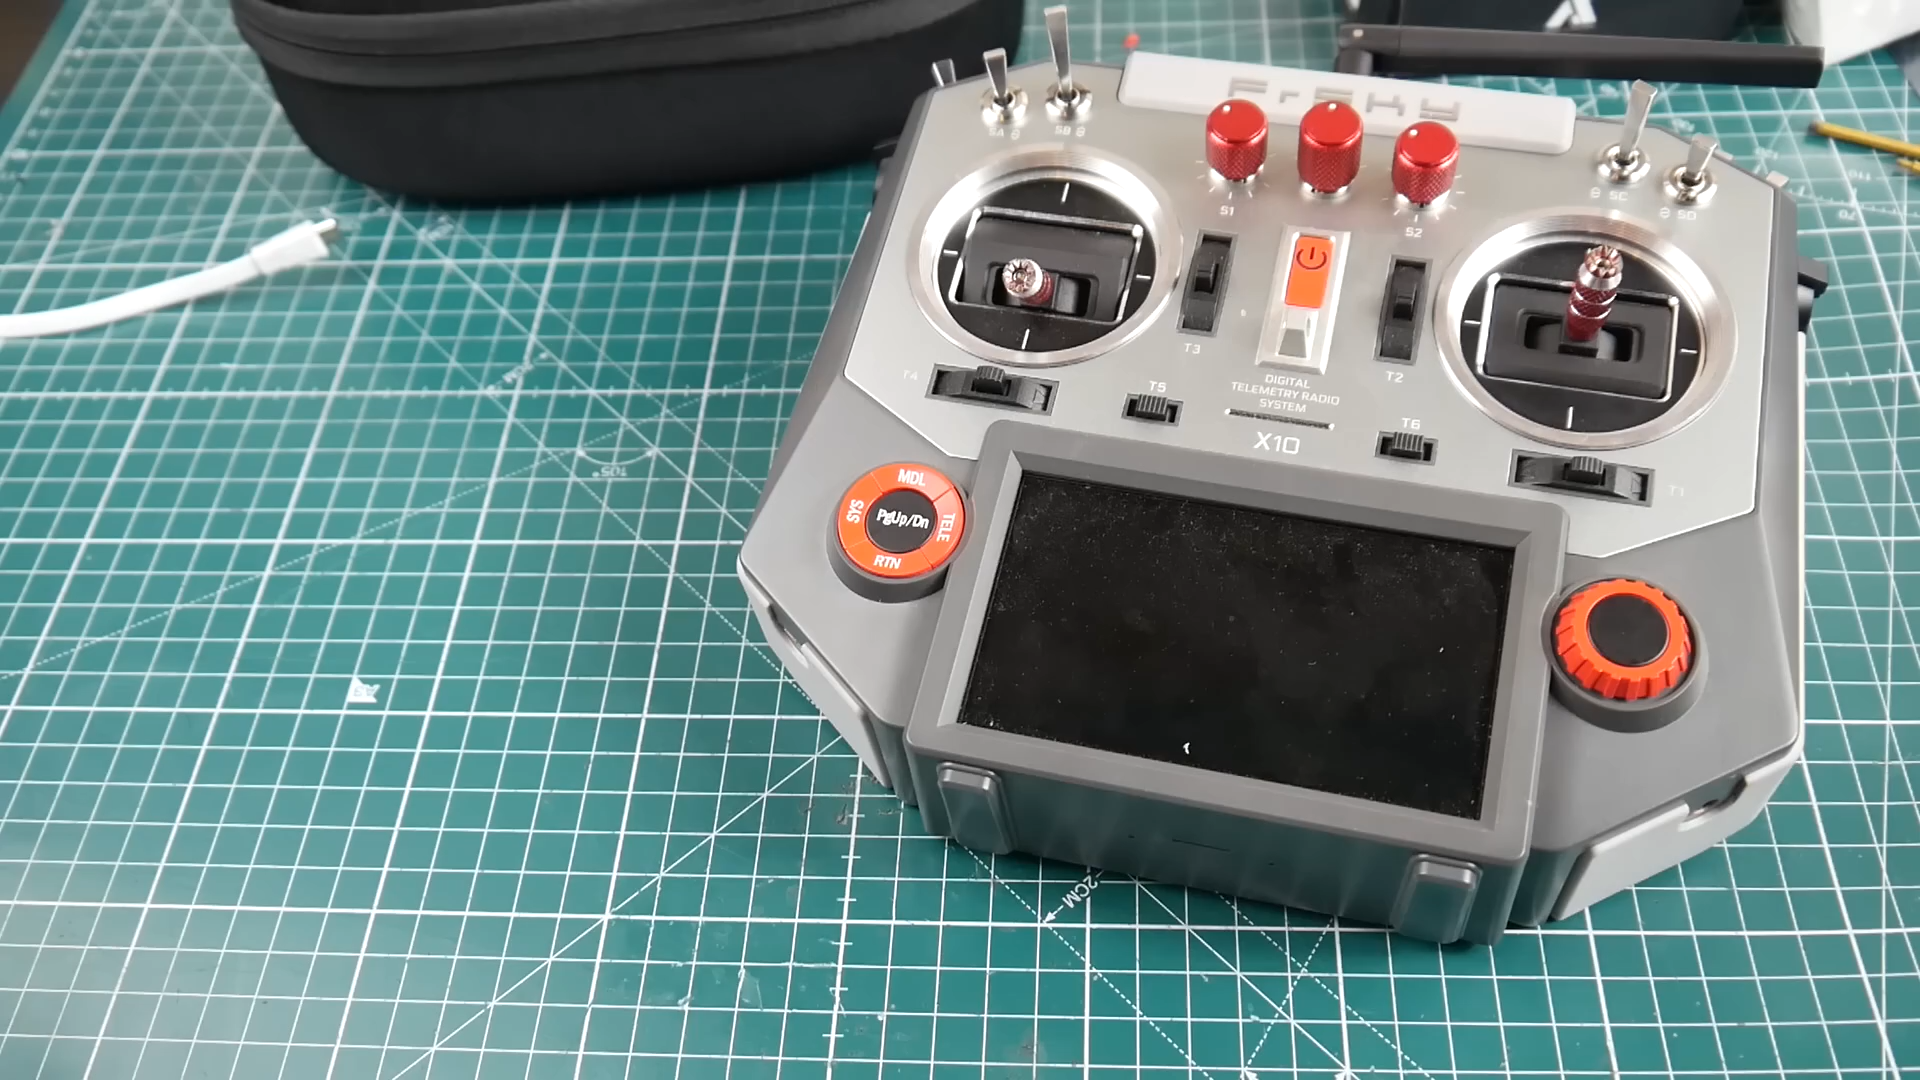 FrSKY
SA
SB
SC
SD
S1
S2
T3
T2
T4
T5
T6
T1
DIGITAL
TELEMETRY RADIO
SYSTEM
X10
MDL
SYS
PgUp/Dn
TELE
RTN
A3
2CM